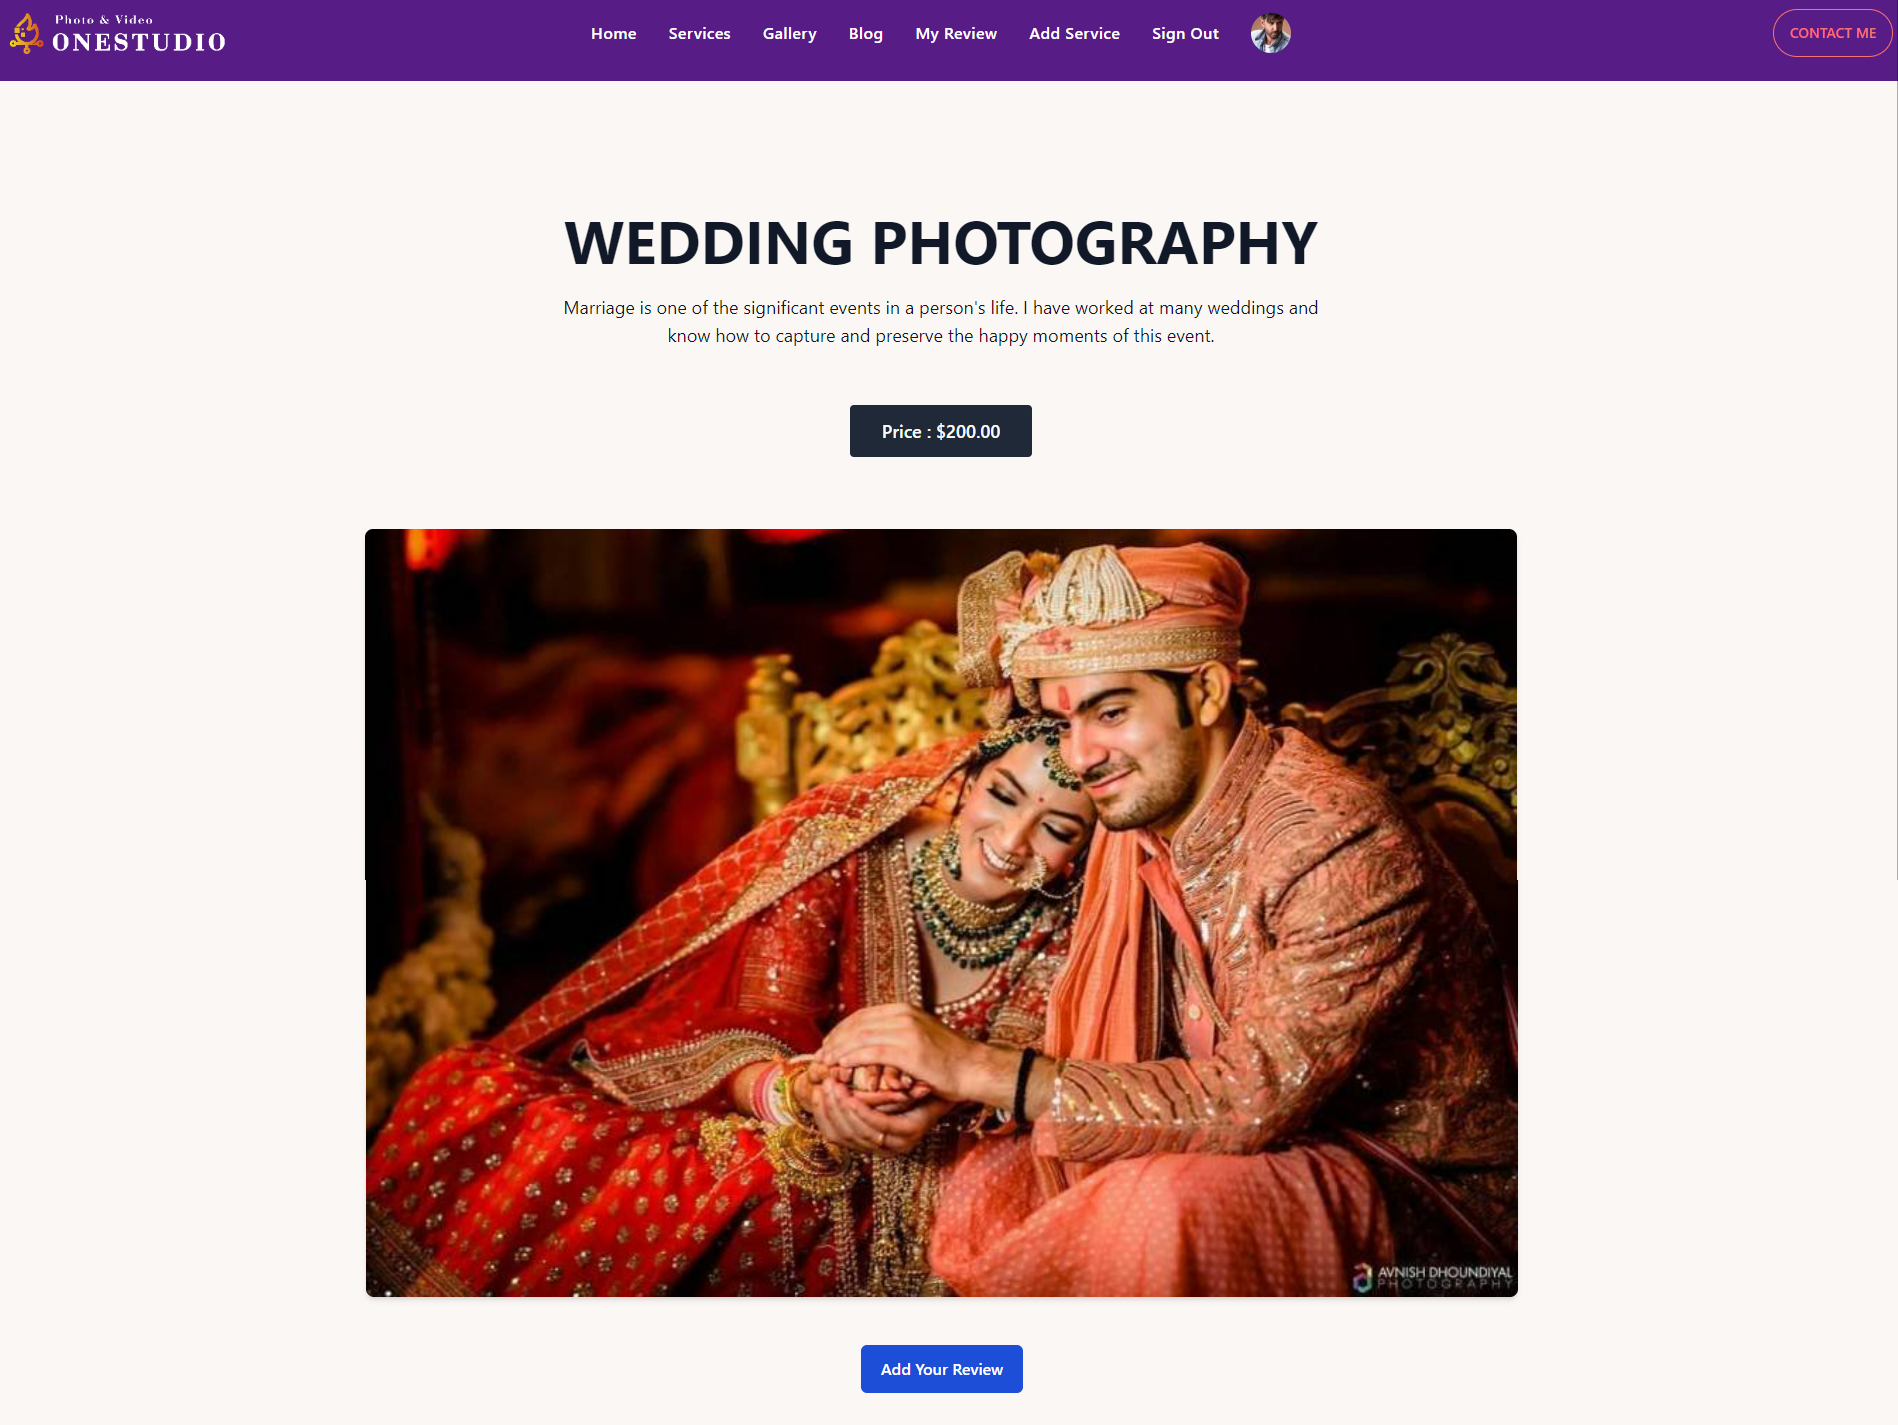 Photo & Video
ONESTUDIO
Home
Services
Gallery
Blog
My Review
Add Service
Sign Out
CONTACT ME
WEDDING PHOTOGRAPHY
Marriage is one of the significant events in a person's life. I have worked at many weddings and
know how to capture and preserve the happy moments of this event.
Price : $200.00
AVNISH DHOUNDIYAL
PHOTOGRAPHY
Add Your Review